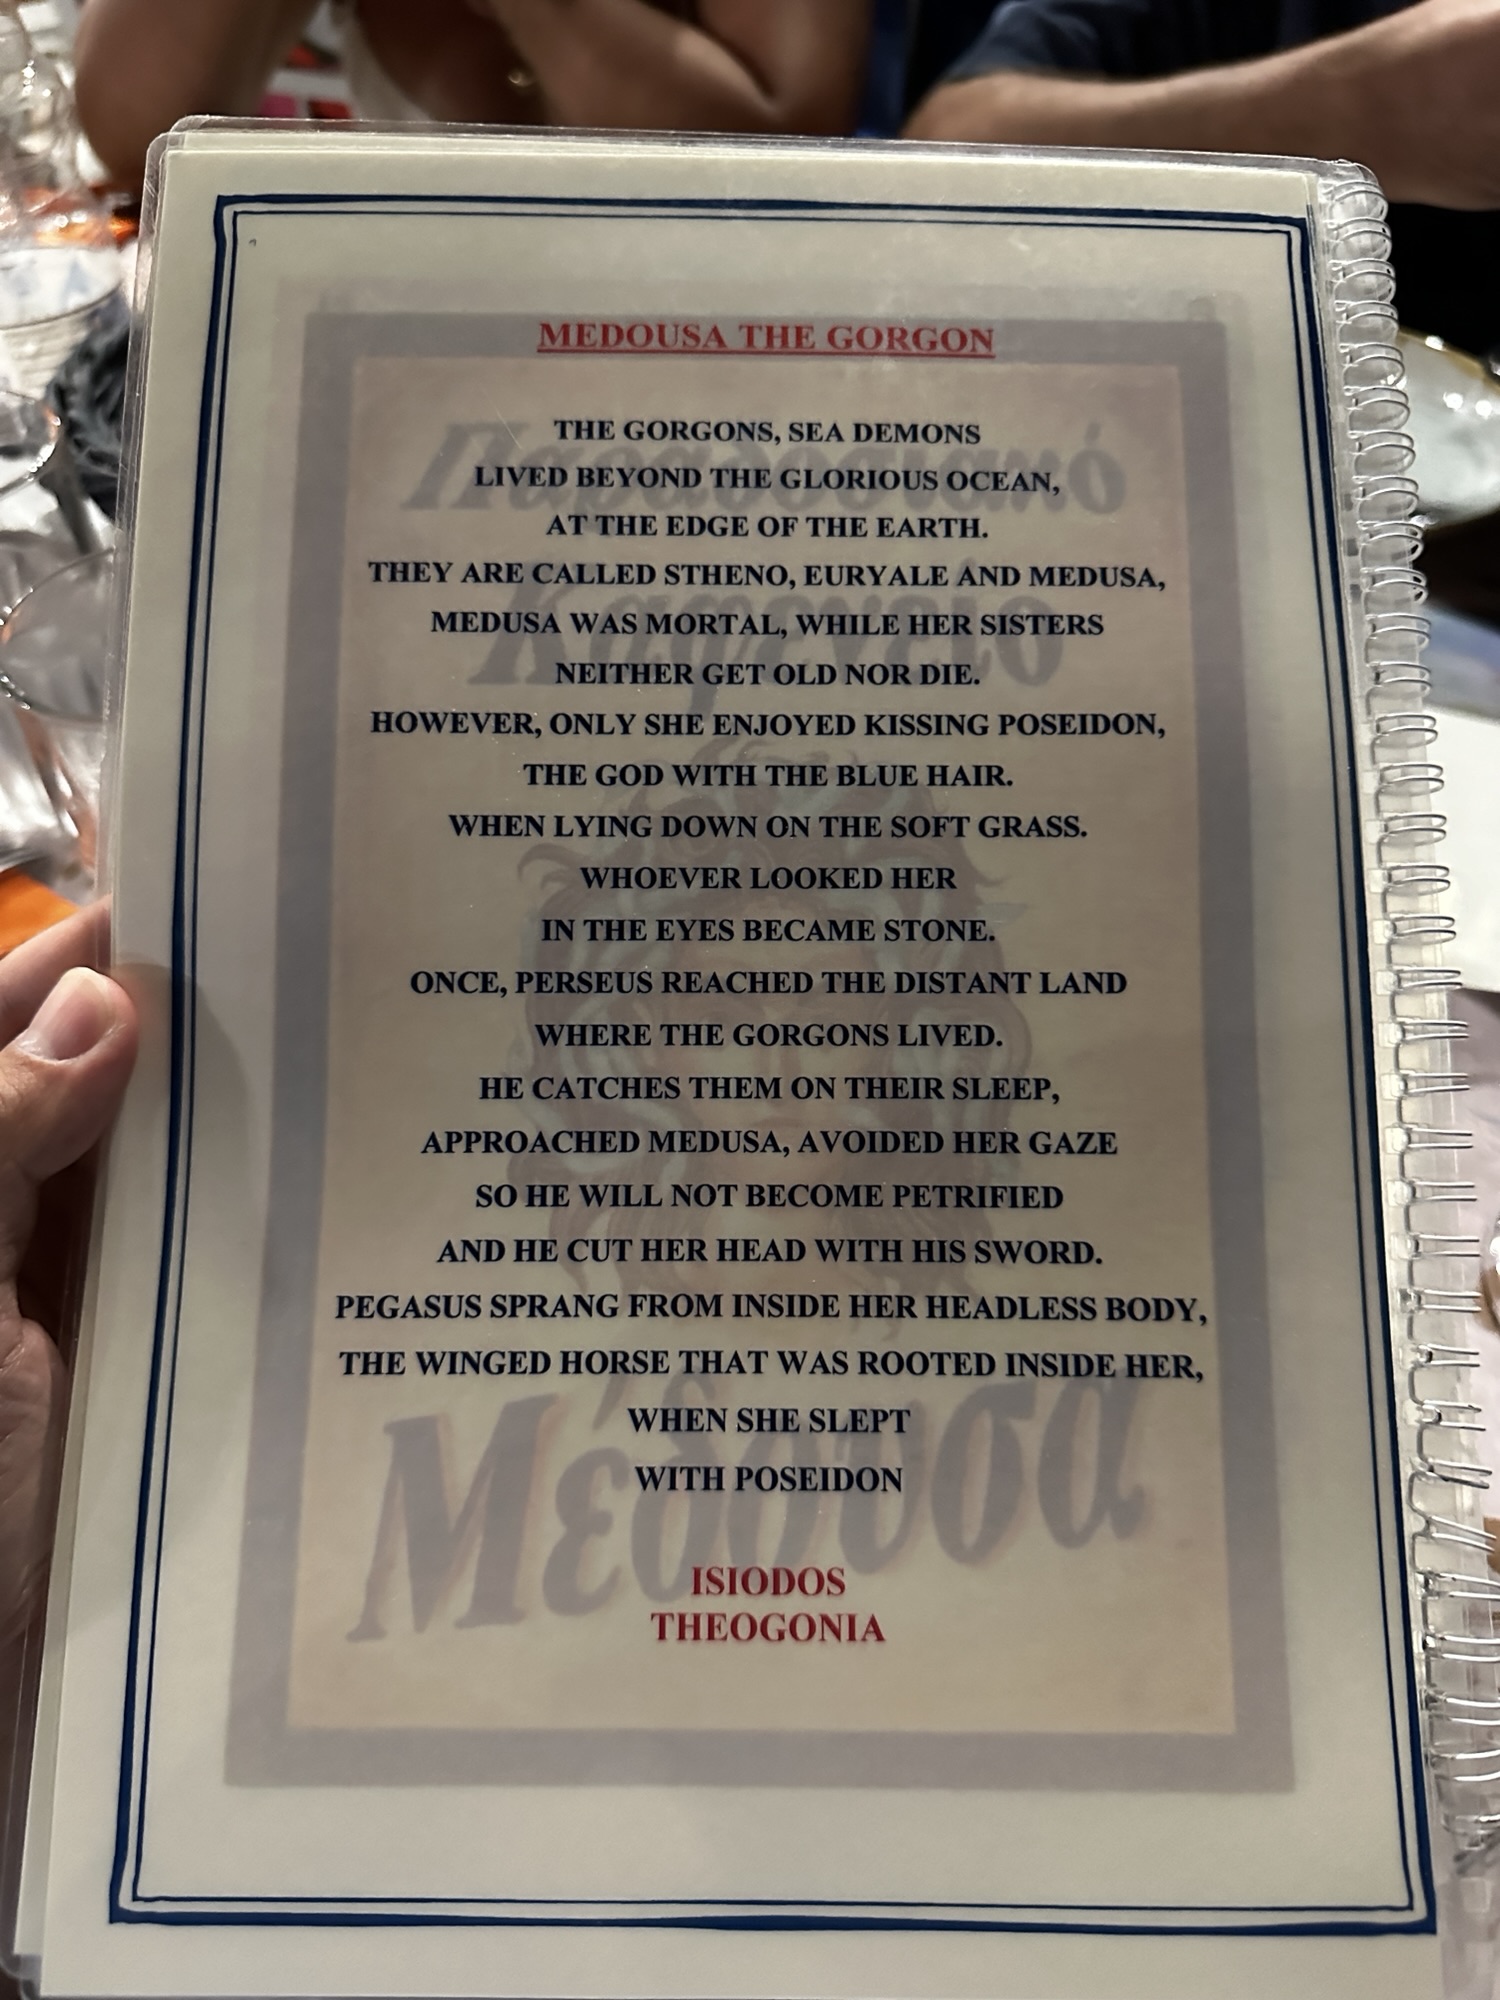 MEDOUSA THE GORGON
THE GORGONS, SEA DEMONS
LIVED BEYOND THE GLORIOUS OCEAN,
AT THE EDGE OF THE EARTH.
THEY ARE CALLED STHENO, EURYALE AND MEDUSA,
MEDUSA WAS MORTAL, WHILE HER SISTERS
NEITHER GET OLD NOR DIE.
HOWEVER, ONLY SHE ENJOYED KISSING POSEIDON,
THE GOD WITH THE BLUE HAIR.
WHEN LYING DOWN ON THE SOFT GRASS.
WHOEVER LOOKED HER
IN THE EYES BECAME STONE.
ONCE, PERSEUS REACHED THE DISTANT LAND
WHERE THE GORGONS LIVED.
HE CATCHES THEM ON THEIR SLEEP,
APPROACHED MEDUSA, AVOIDED HER GAZE
SO HE WILL NOT BECOME PETRIFIED
AND HE CUT HER HEAD WITH HIS SWORD.
PEGASUS SPRANG FROM INSIDE HER HEADLESS BODY,
THE WINGED HORSE THAT WAS ROOTED INSIDE HER,
WHEN SHE SLEPT
WITH POSEIDON
ISIODOS
THEOGONIA
Μέδουσα